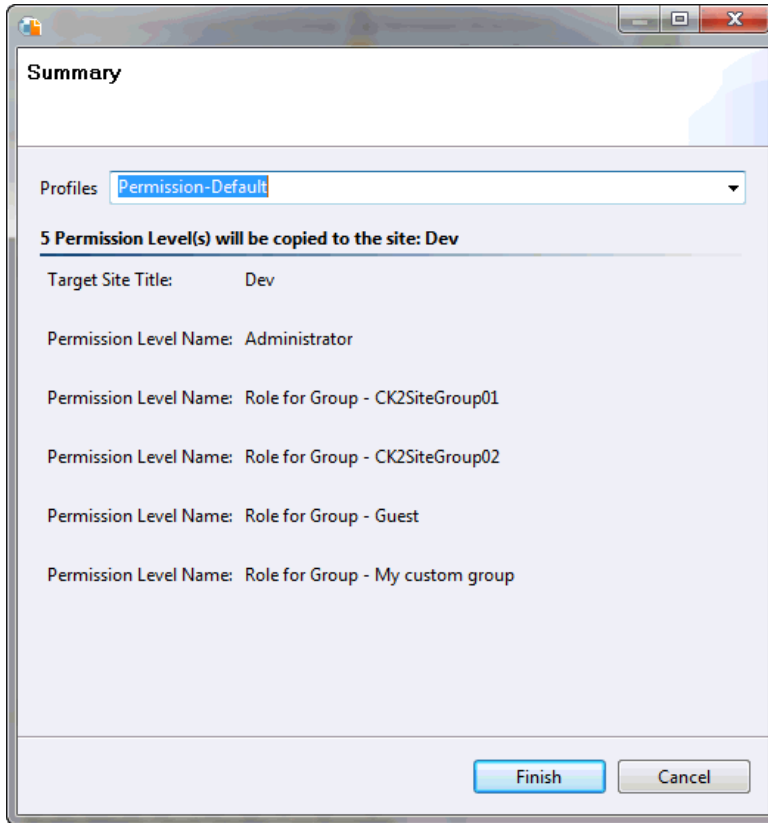 Summary
Profiles Permission-Default
5 Permission Level(s) will be copied to the site: Dev
Target Site Title: Dev
Permission Level Name: Administrator
Permission Level Name: Role for Group - CK2SiteGroup01
Permission Level Name: Role for Group - CK2SiteGroup02
Permission Level Name: Role for Group - Guest
Permission Level Name: Role for Group - My custom group
Finish Cancel